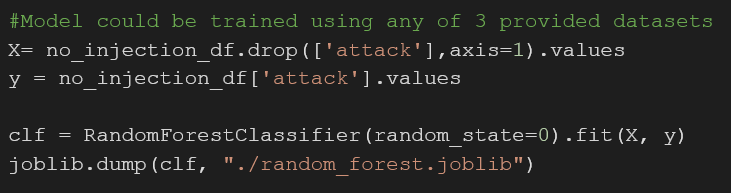 #Model could be trained using any of 3 provided datasets
X= no_injection_df.drop(['attack'],axis=1).values
y = no_injection_df['attack'].values
clf = RandomForestClassifier(random_state=0).fit(X, y)
joblib.dump(clf, "./random_forest.joblib")